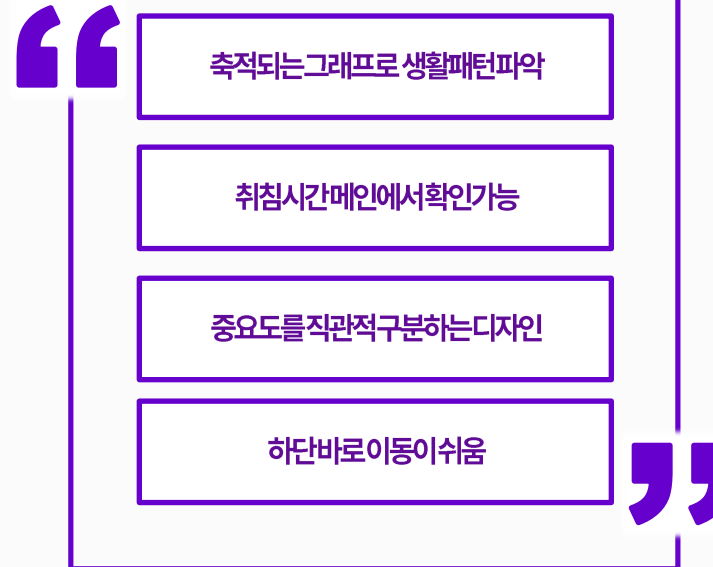 축적되는 그래프로 생활패턴 파악
취침시간 메인에서 확인가능
중요도를 직관적 구분하는 디자인
하단 바로 이동이 쉬움